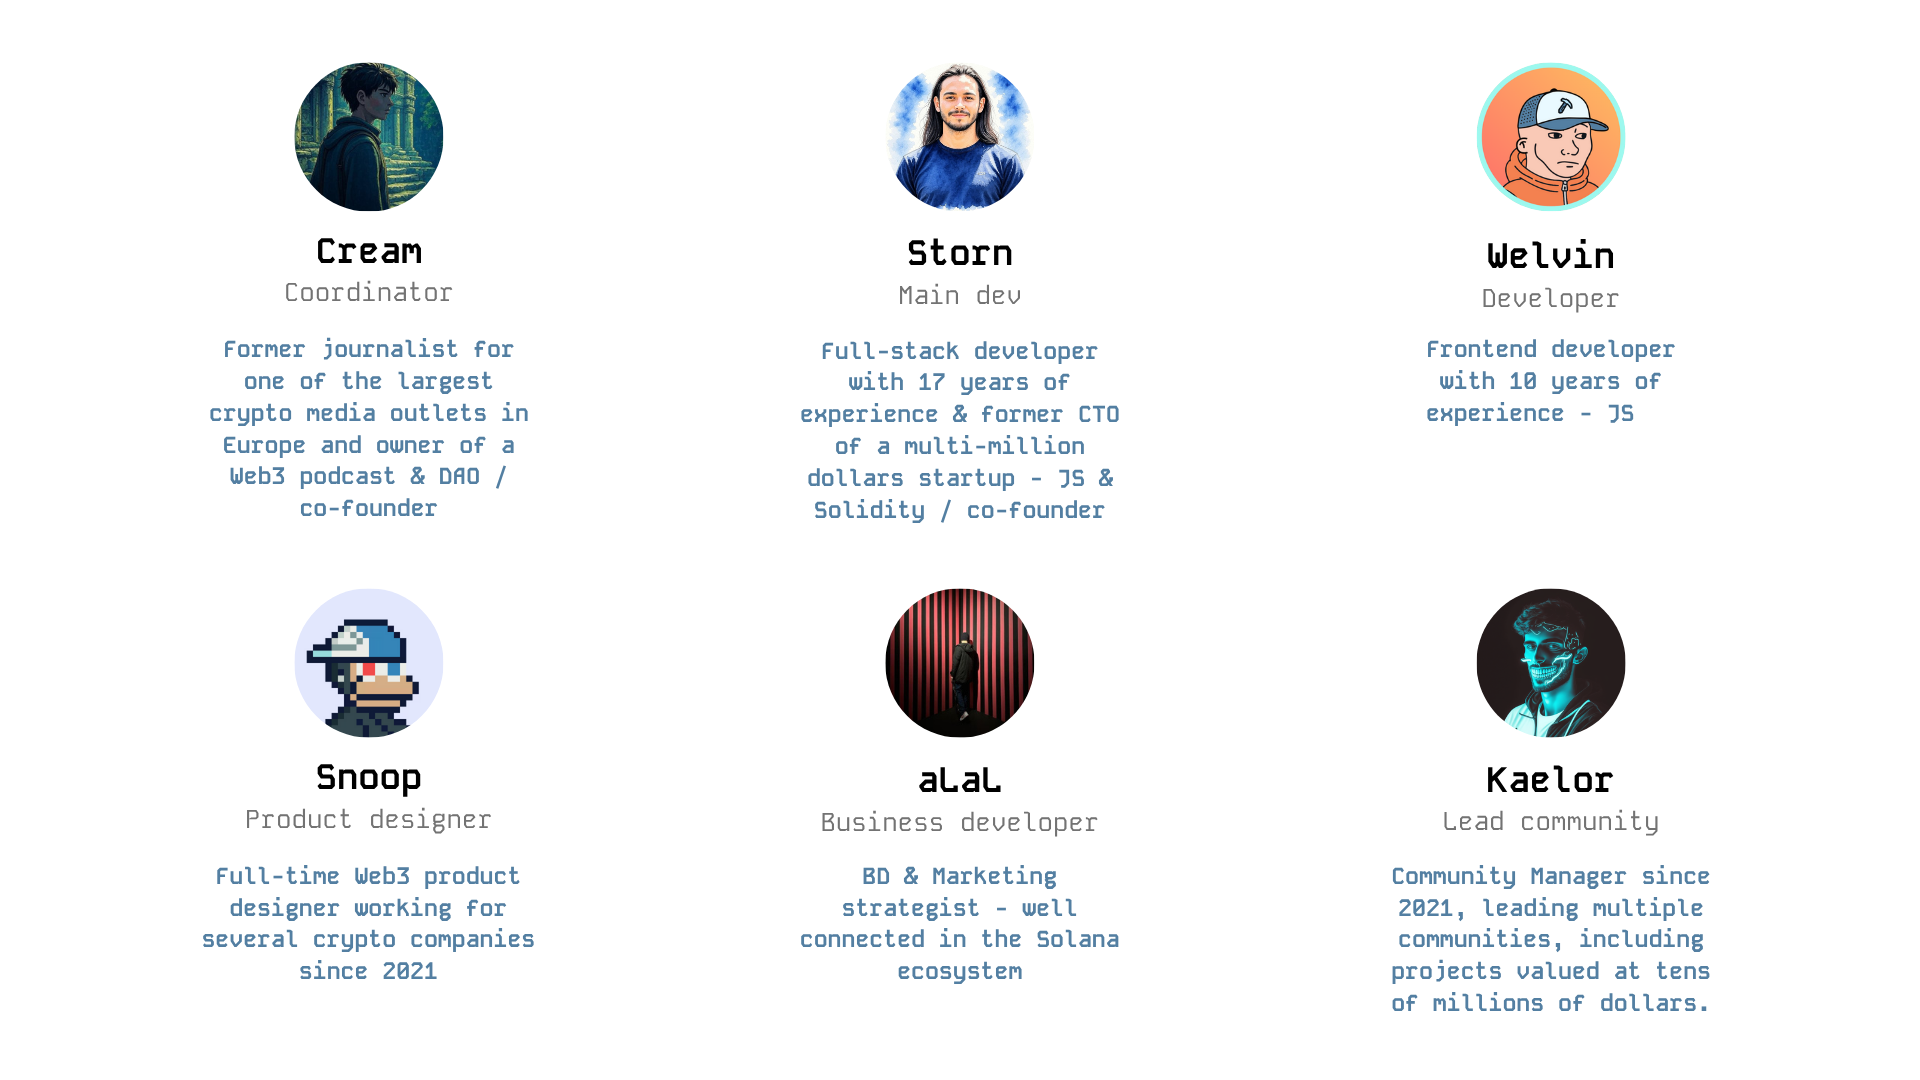 Cream
Coordinator
Former journalist for
one of the largest
crypto media outlets in
Europe and owner of a
Web3 podcast & DAO /
co-founder
Storn
Main dev
Full-stack developer
with 17 years of
experience & former CTO
of a multi-million
dollars startup - JS &
Solidity / co-founder
Welvin
Developer
Frontend developer
with 10 years of
experience - JS
Snoop
Product designer
Full-time Web3 product
designer working for
several crypto companies
since 2021
aLaL
Business developer
BD & Marketing
strategist - well
connected in the Solana
ecosystem
Kaelor
Lead community
Community Manager since
2021, leading multiple
communities, including
projects valued at tens
of millions of dollars.